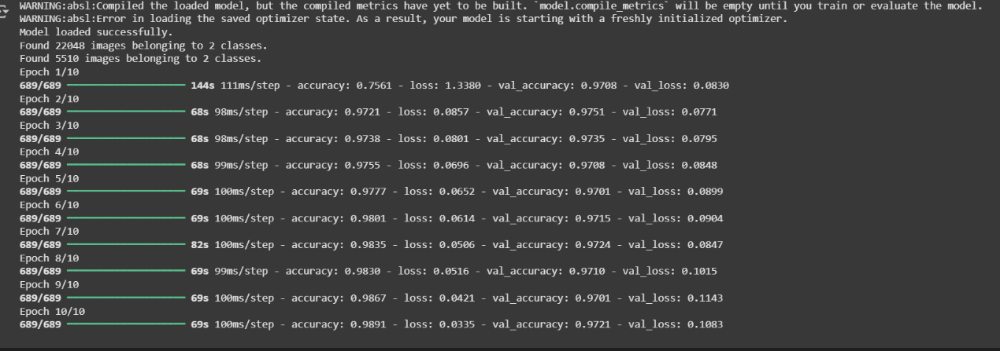 WARNING:absl:Compiled the loaded model, but the compiled metrics have yet to be built. `model.compile_metrics` will be empty until you train or evaluate the model.
WARNING:absl:Error in loading the saved optimizer state. As a result, your model is starting with a freshly initialized optimizer.
Model loaded successfully.
Found 22048 images belonging to 2 classes.
Found 5510 images belonging to 2 classes.
Epoch 1/10
689/689 ━━━━━━━━━━━━━━━━━━━━ 144s 111ms/step - accuracy: 0.7561 - loss: 1.3380 - val_accuracy: 0.9708 - val_loss: 0.0830
Epoch 2/10
689/689 ━━━━━━━━━━━━━━━━━━━━ 68s 98ms/step - accuracy: 0.9721 - loss: 0.0857 - val_accuracy: 0.9751 - val_loss: 0.0771
Epoch 3/10
689/689 ━━━━━━━━━━━━━━━━━━━━ 68s 98ms/step - accuracy: 0.9738 - loss: 0.0801 - val_accuracy: 0.9735 - val_loss: 0.0795
Epoch 4/10
689/689 ━━━━━━━━━━━━━━━━━━━━ 68s 99ms/step - accuracy: 0.9755 - loss: 0.0696 - val_accuracy: 0.9708 - val_loss: 0.0848
Epoch 5/10
689/689 ━━━━━━━━━━━━━━━━━━━━ 69s 100ms/step - accuracy: 0.9777 - loss: 0.0652 - val_accuracy: 0.9701 - val_loss: 0.0899
Epoch 6/10
689/689 ━━━━━━━━━━━━━━━━━━━━ 69s 100ms/step - accuracy: 0.9801 - loss: 0.0614 - val_accuracy: 0.9715 - val_loss: 0.0904
Epoch 7/10
689/689 ━━━━━━━━━━━━━━━━━━━━ 82s 100ms/step - accuracy: 0.9835 - loss: 0.0506 - val_accuracy: 0.9724 - val_loss: 0.0847
Epoch 8/10
689/689 ━━━━━━━━━━━━━━━━━━━━ 69s 99ms/step - accuracy: 0.9830 - loss: 0.0516 - val_accuracy: 0.9710 - val_loss: 0.1015
Epoch 9/10
689/689 ━━━━━━━━━━━━━━━━━━━━ 69s 100ms/step - accuracy: 0.9867 - loss: 0.0421 - val_accuracy: 0.9701 - val_loss: 0.1143
Epoch 10/10
689/689 ━━━━━━━━━━━━━━━━━━━━ 69s 100ms/step - accuracy: 0.9891 - loss: 0.0335 - val_accuracy: 0.9721 - val_loss: 0.1083